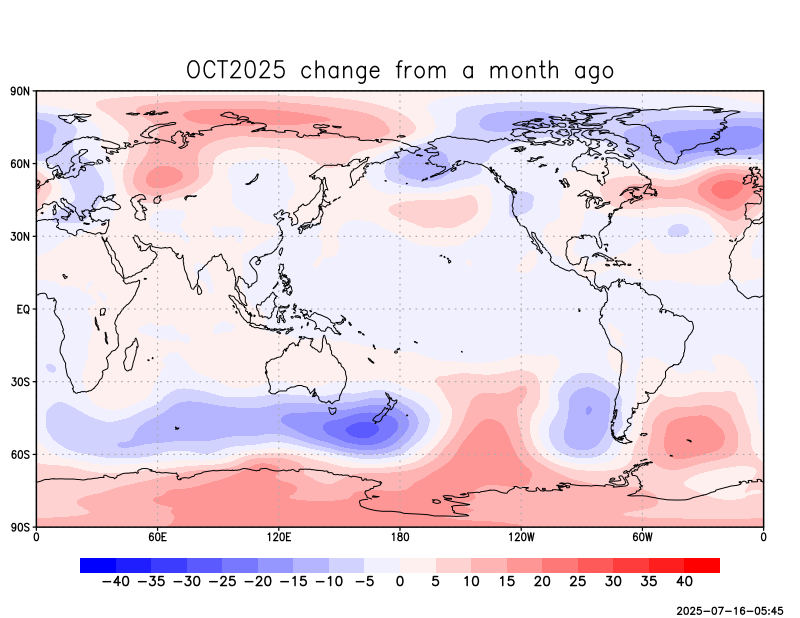 OCT2025 change from a month ago
90N
60N
30N
EQ
30S
60S
90S
0 60E 120E 180 120W 60W 0
−40 −35 −30 −25 −20 −15 −10 −5 0 5 10 15 20 25 30 35 40
2025-07-16-05:45